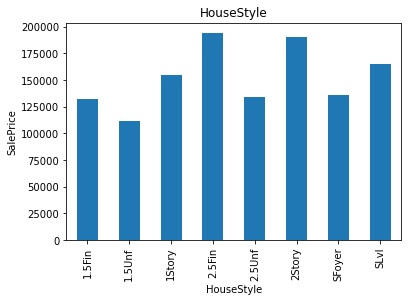 HouseStyle
200000
175000
150000
125000
100000
75000
50000
25000
0
SalePrice
1.5Fin
1.5Unf
1Story
2.5Fin
2.5Unf
2Story
SFoyer
SLvl
HouseStyle